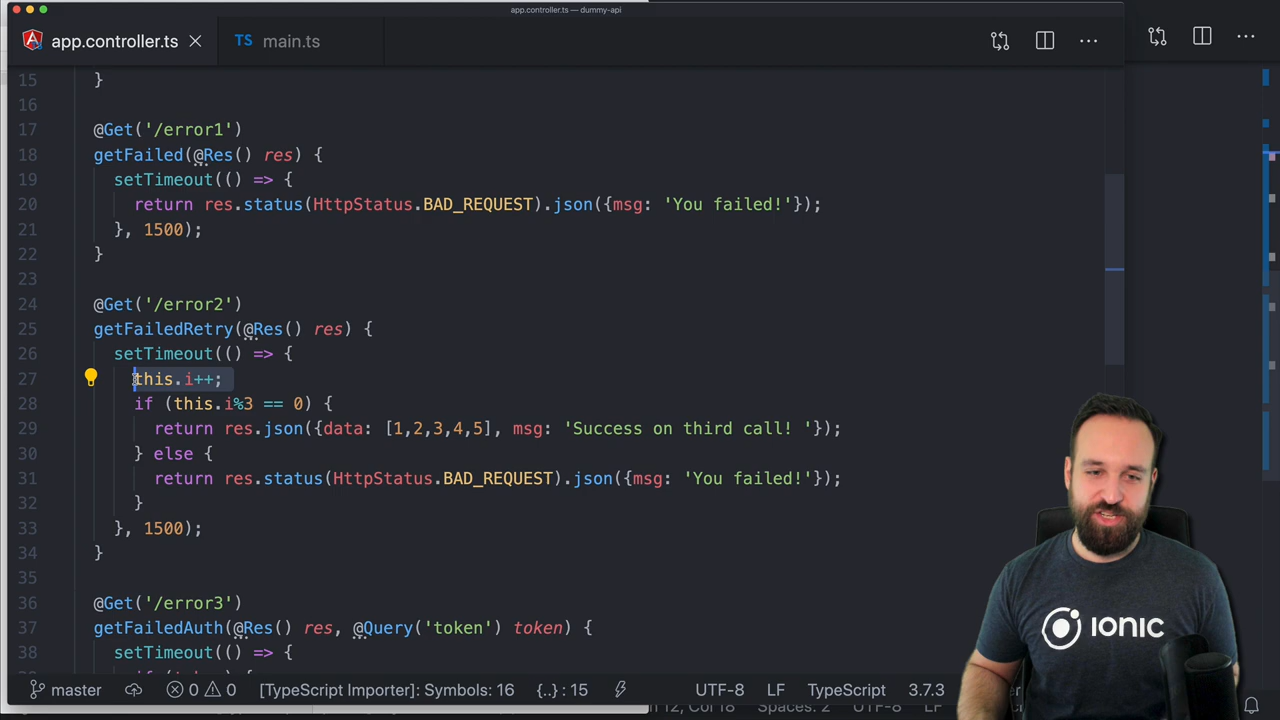 app.controller.ts — dummy-api
app.controller.ts
TS main.ts
15 }
16
17 @Get('/error1')
18 getFailed(@Res() res) {
19 setTimeout(() => {
20 return res.status(HttpStatus.BAD_REQUEST).json({msg: 'You failed!'});
21 }, 1500);
22 }
23
24 @Get('/error2')
25 getFailedRetry(@Res() res) {
26 setTimeout(() => {
27 this.i++;
28 if (this.i%3 == 0) {
29 return res.json({data: [1,2,3,4,5], msg: 'Success on third call! '});
30 } else {
31 return res.status(HttpStatus.BAD_REQUEST).json({msg: 'You failed!'});
32 }
33 }, 1500);
34 }
35
36 @Get('/error3')
37 getFailedAuth(@Res() res, @Query('token') token) {
38 setTimeout(() => {
IONIC
master 0 0 [TypeScript Importer]: Symbols: 16 {..} : 15 UTF-8 LF TypeScript 3.7.3